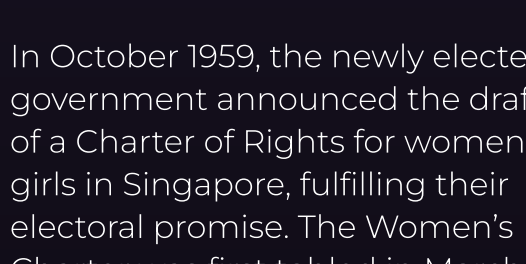 In October 1959, the newly electe
government announced the draf
of a Charter of Rights for women
girls in Singapore, fulfilling their
electoral promise. The Women's